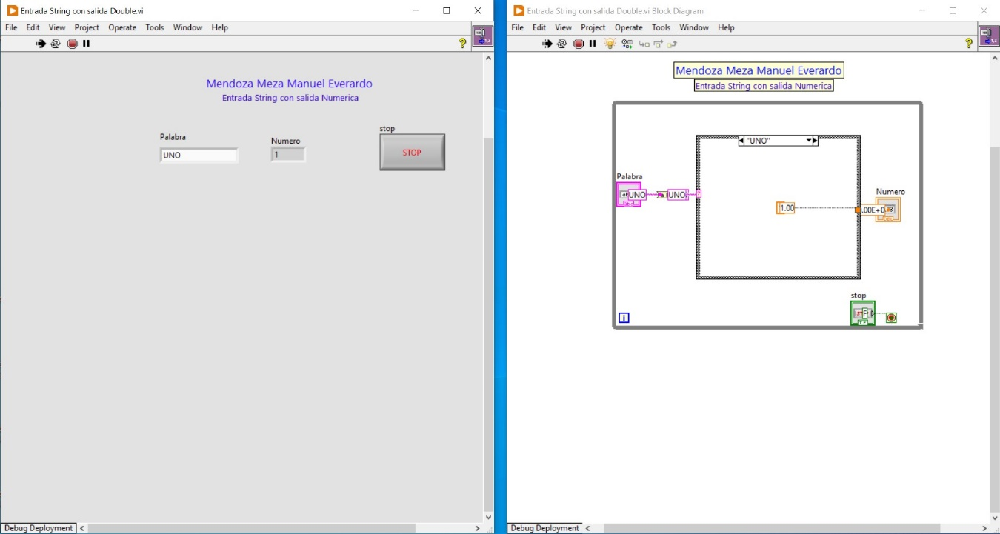 Entrada String con salida Double.vi
File Edit View Project Operate Tools Window Help
Mendoza Meza Manuel Everardo
Entrada String con salida Numerica
Palabra
UNO
Numero
1
stop
STOP
Debug Deployment
Entrada String con salida Double.vi Block Diagram
File Edit View Project Operate Tools Window Help
Mendoza Meza Manuel Everardo
Entrada String con salida Numerica
"UNO"
Palabra
UNO
UNO
1.00
Numero
.00E+0
stop
i
Debug Deployment